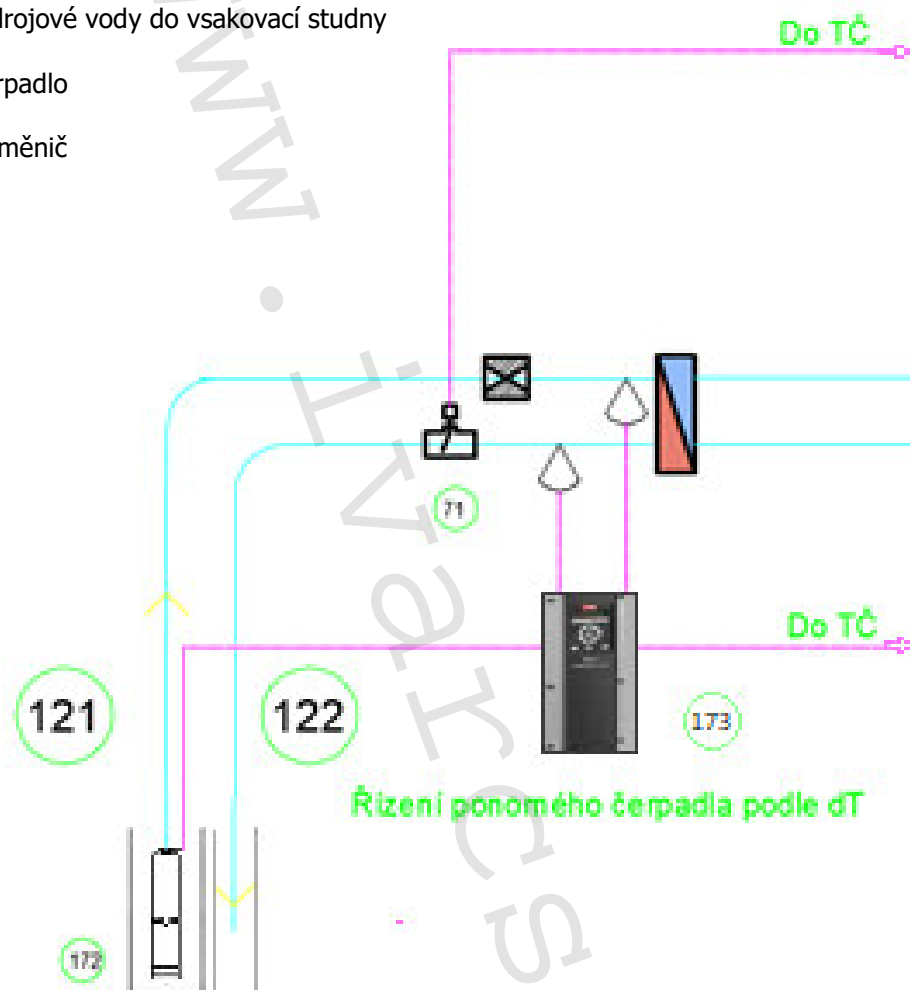 drojové vody do vsakovací studny
Do TČ
rpadlo
měnič
71
Do TČ
121
122
173
Řízení ponorného čerpadla podle dT
172
www.ivarcs